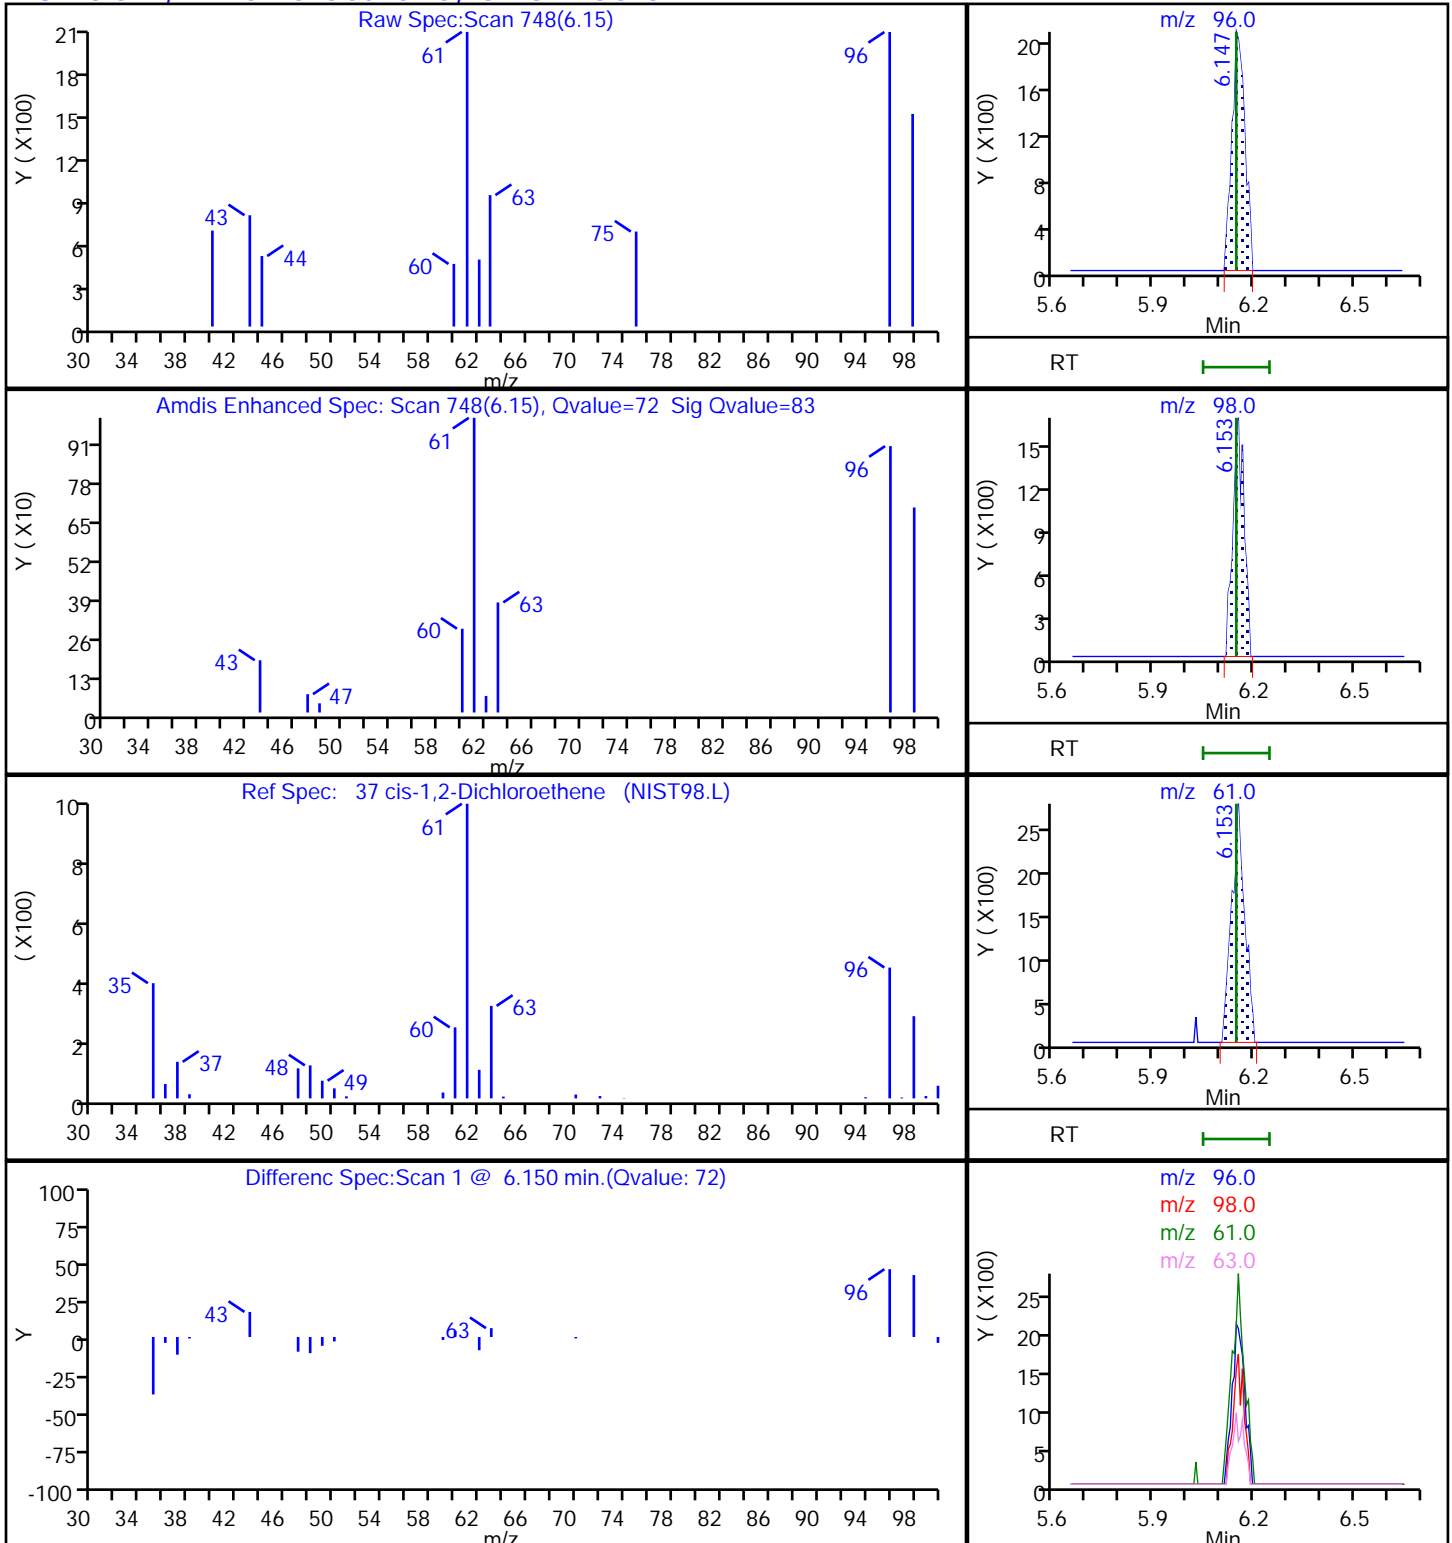 Raw Spec:Scan 748(6.15)
Y ( X100)
21
18
15
12
9
6
3
0
61
96
43
44
60
63
75
30 34 38 42 46 50 54 58 62 66 70 74 78 82 86 90 94 98
m/z
m/z 96.0
6.147
Y ( X100)
20
16
12
8
4
0
5.6 5.9 6.2 6.5
Min
RT
Amdis Enhanced Spec: Scan 748(6.15), Qvalue=72 Sig Qvalue=83
Y ( X10)
91
78
65
52
39
26
13
0
61
96
60
63
43
47
30 34 38 42 46 50 54 58 62 66 70 74 78 82 86 90 94 98
m/z
m/z 98.0
6.153
Y ( X100)
15
12
9
6
3
0
5.6 5.9 6.2 6.5
Min
RT
Ref Spec: 37 cis-1,2-Dichloroethene (NIST98.L)
( X100)
10
8
6
4
2
0
61
96
35
37
48
49
60
63
30 34 38 42 46 50 54 58 62 66 70 74 78 82 86 90 94 98
m/z 61.0
6.153
Y ( X100)
25
20
15
10
5
0
5.6 5.9 6.2 6.5
Min
RT
Differenc Spec:Scan 1 @ 6.150 min.(Qvalue: 72)
Y
100
75
50
25
0
-25
-50
-75
-100
43
63
96
30 34 38 42 46 50 54 58 62 66 70 74 78 82 86 90 94 98
m/z
m/z 96.0
m/z 98.0
m/z 61.0
m/z 63.0
Y ( X100)
25
20
15
10
5
0
5.6 5.9 6.2 6.5
Min